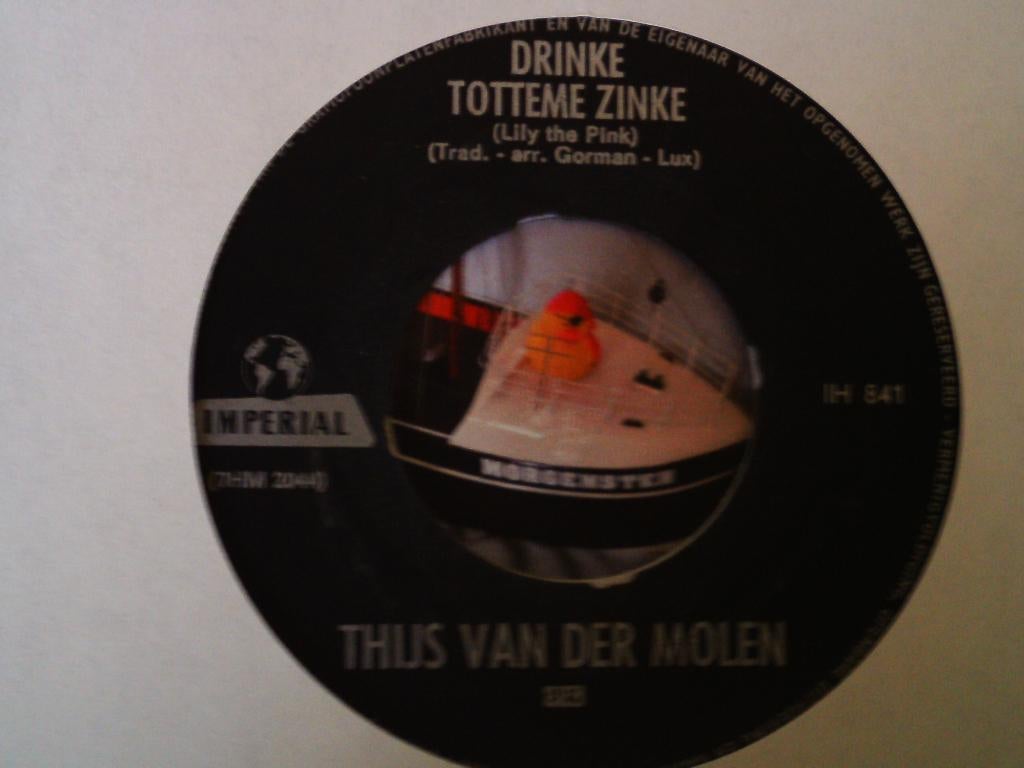 GRAMOFOONPLATENFABRIKANT EN VAN DE EIGENAAR VAN HET OPGENOMEN WERK ZIJN GERESERVEERD
DRINKE
TOTTEME ZINKE
(Lily the Pink)
(Trad. - arr. Gorman - Lux)
IH 841
IMPERIAL
MORGENSTER
THIJS VAN DER MOLEN